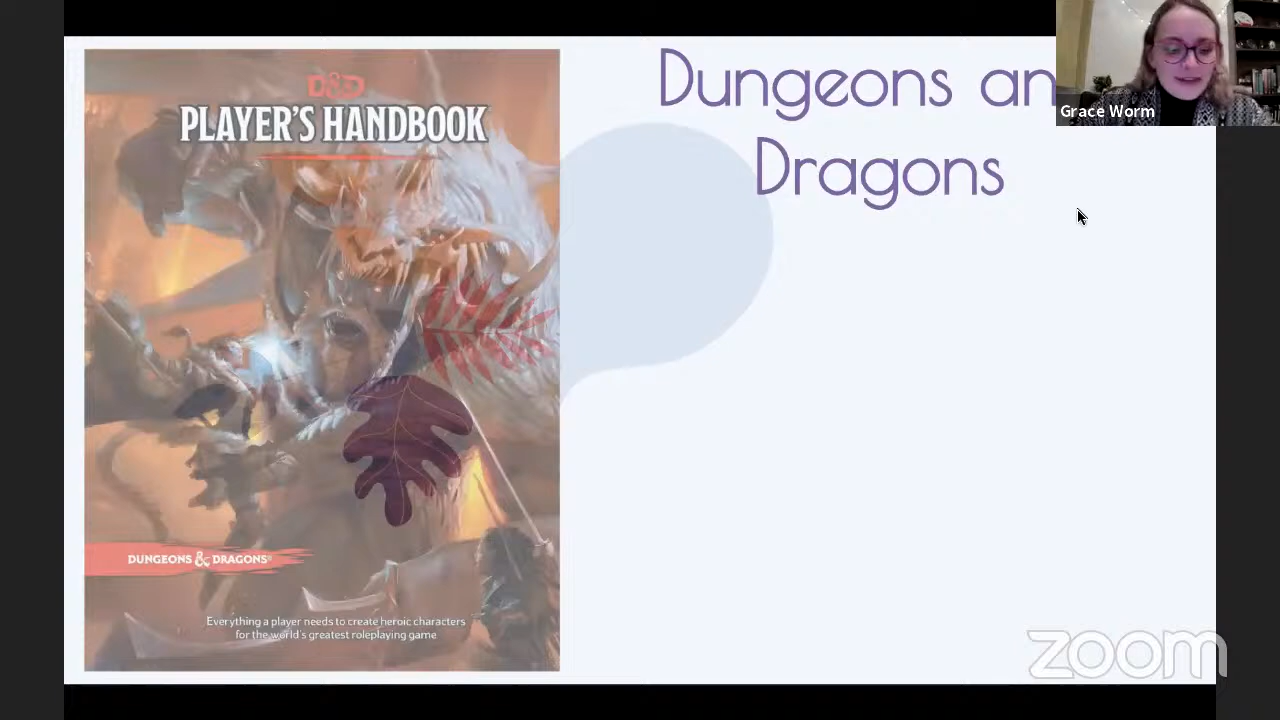 D&D
PLAYER'S HANDBOOK
DUNGEONS & DRAGONS®
Everything a player needs to create heroic characters
for the world's greatest roleplaying game
Dungeons an
Dragons
Grace Worm
zoom